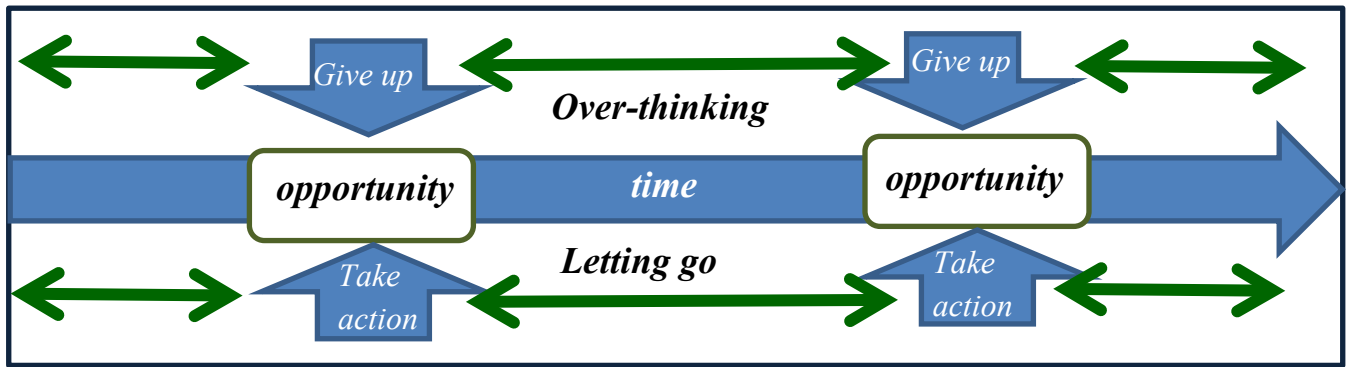 Give up
Give up
Over-thinking
opportunity
time
opportunity
Letting go
Take
action
Take
action